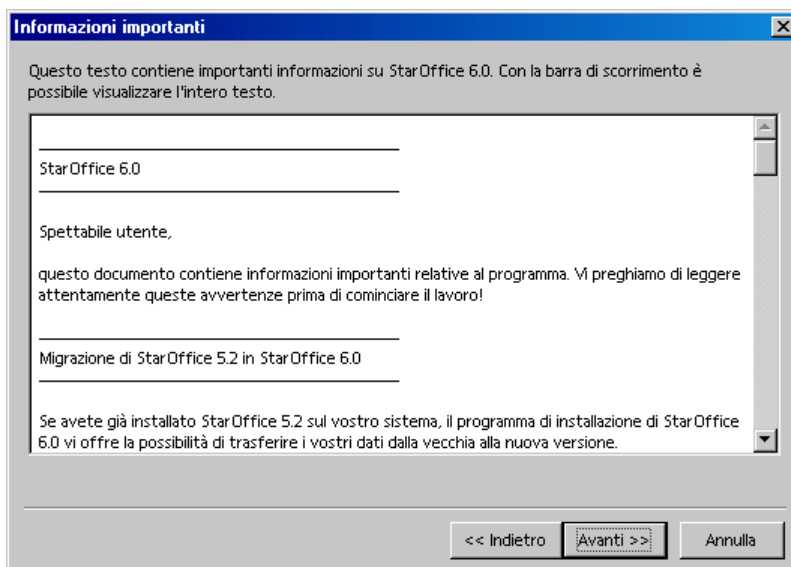 Informazioni importanti
Questo testo contiene importanti informazioni su StarOffice 6.0. Con la barra di scorrimento è
possibile visualizzare l'intero testo.
StarOffice 6.0
Spettabile utente,
questo documento contiene informazioni importanti relative al programma. Vi preghiamo di leggere
attentamente queste avvertenze prima di cominciare il lavoro!
Migrazione di StarOffice 5.2 in StarOffice 6.0
Se avete già installato StarOffice 5.2 sul vostro sistema, il programma di installazione di StarOffice
6.0 vi offre la possibilità di trasferire i vostri dati dalla vecchia alla nuova versione.
<< Indietro
Avanti >>
Annulla